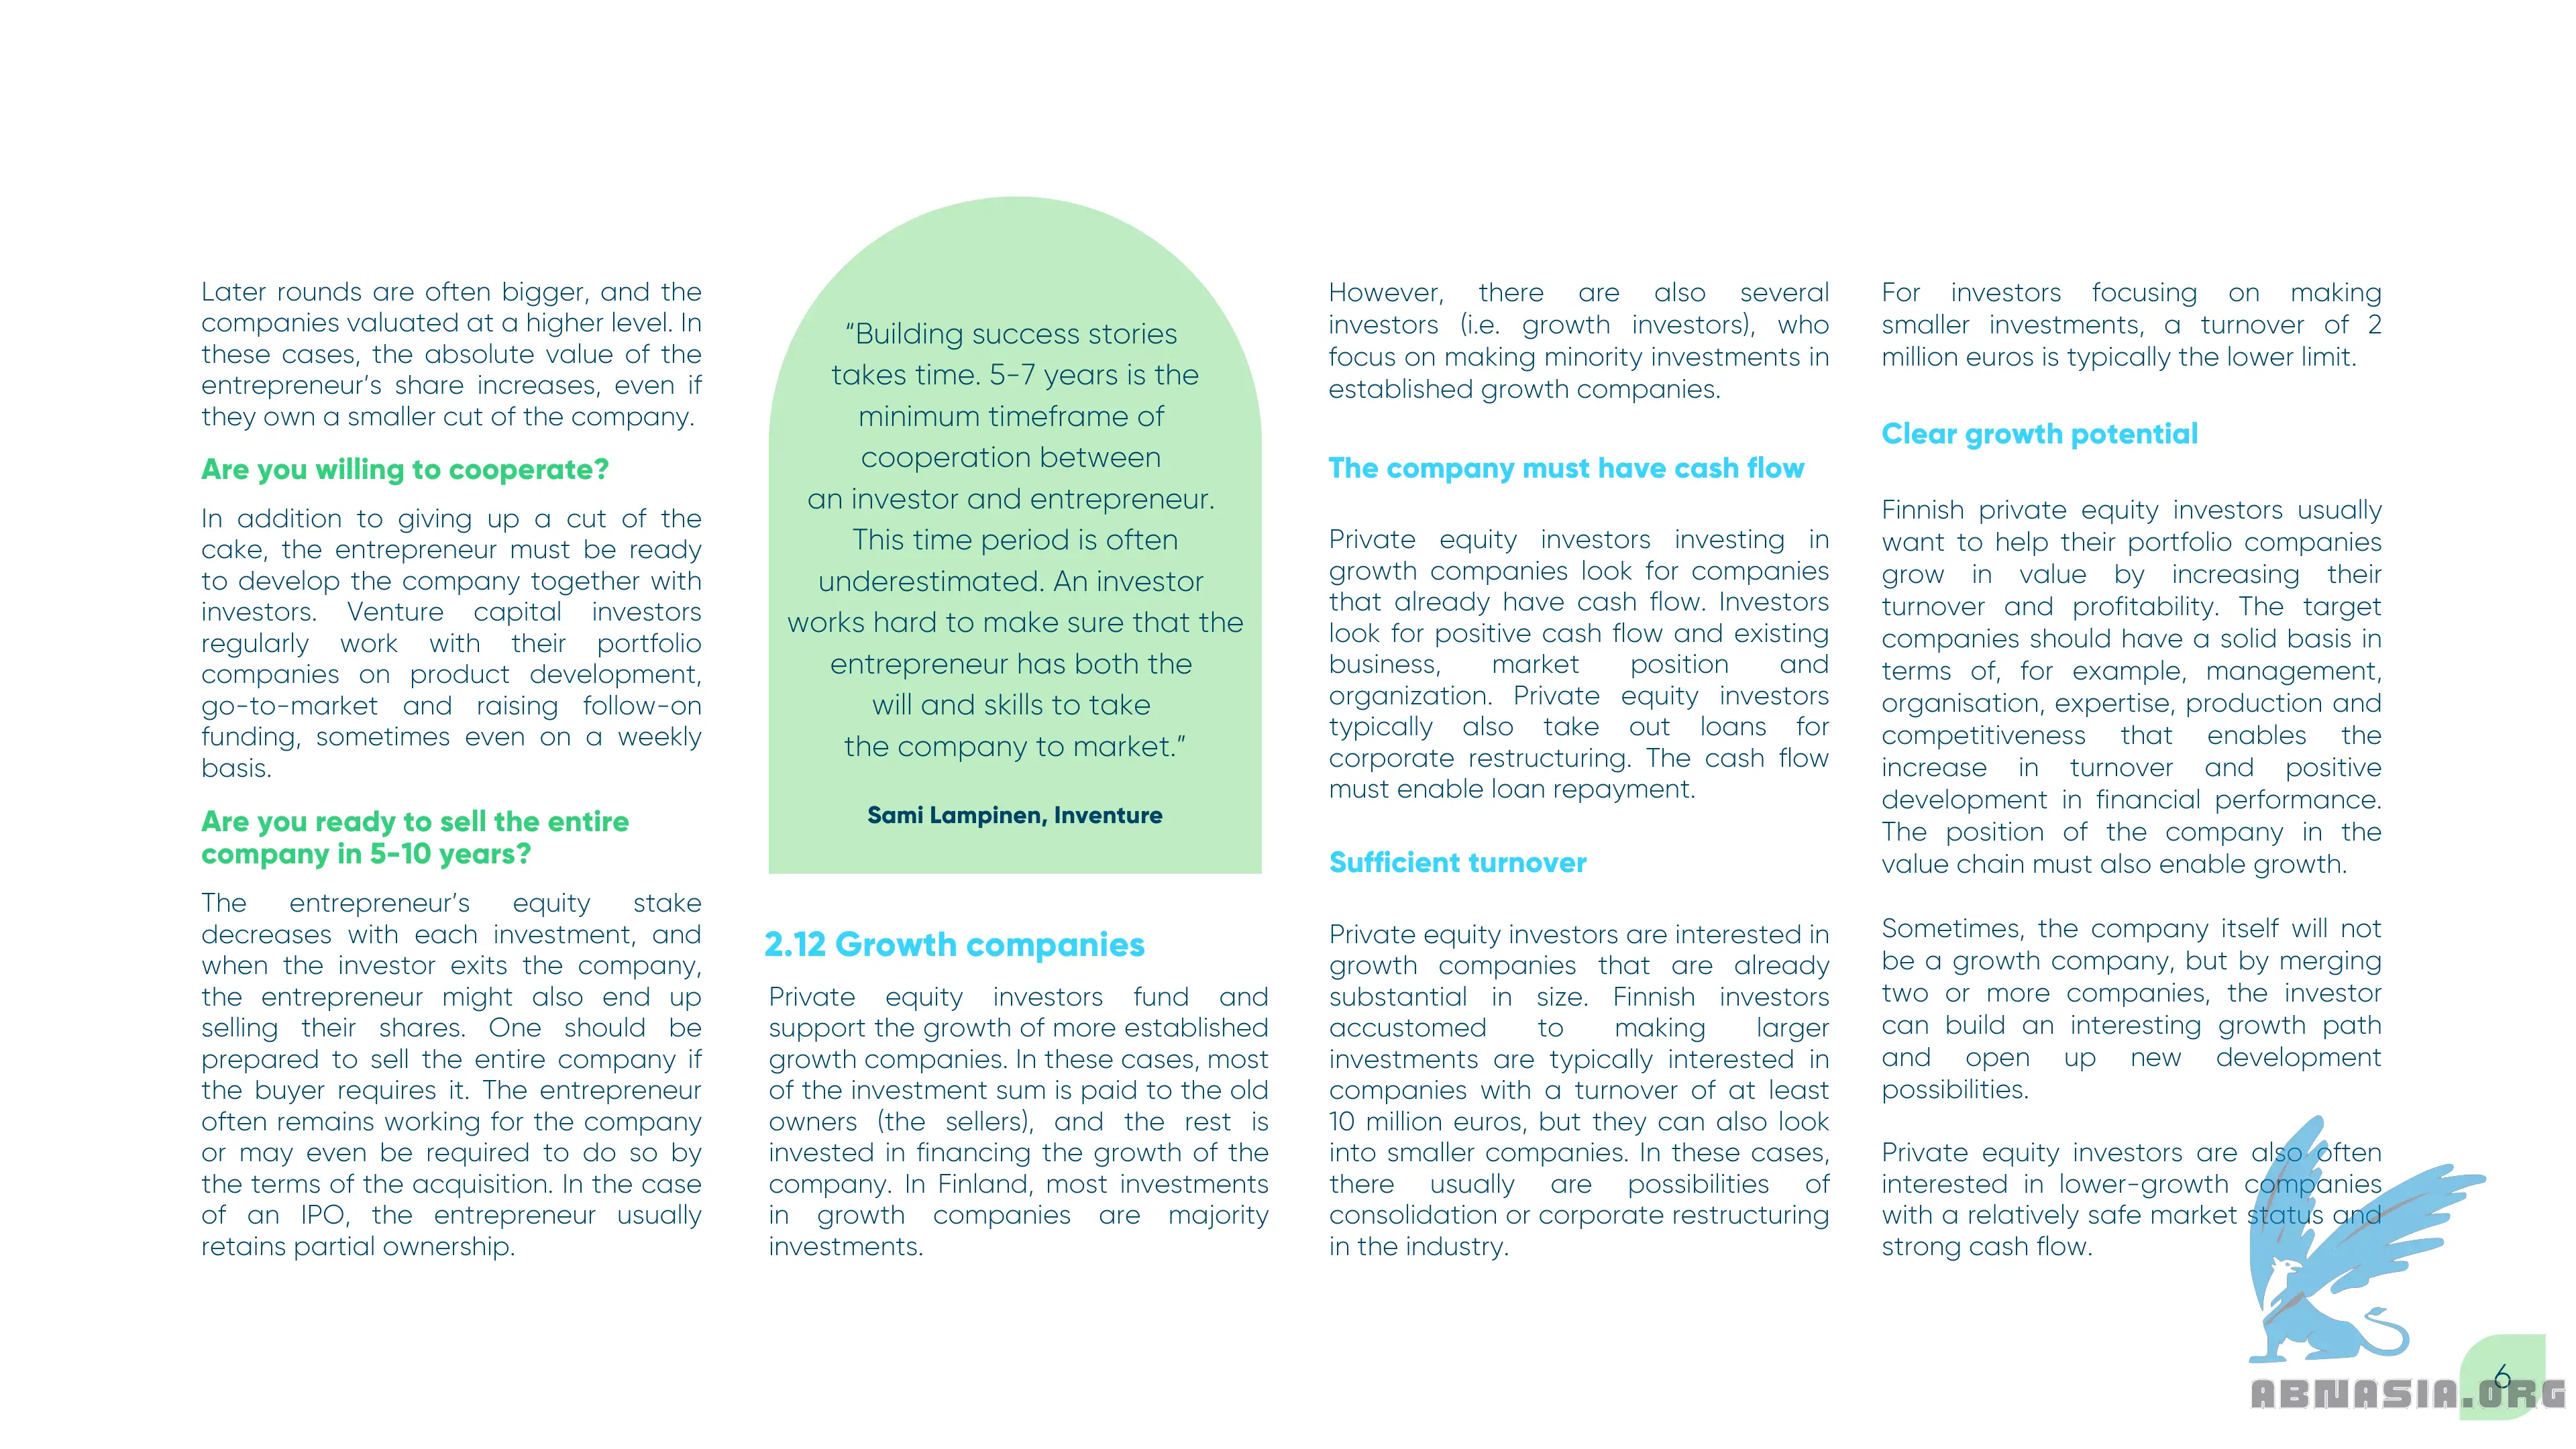 Later rounds are often bigger, and the
companies valuated at a higher level. In
these cases, the absolute value of the
entrepreneur's share increases, even if
they own a smaller cut of the company.
Are you willing to cooperate?
In addition to giving up a cut of the
cake, the entrepreneur must be ready
to develop the company together with
investors. Venture capital investors
regularly work with their portfolio
companies on product development,
go-to-market and raising follow-on
funding, sometimes even on a weekly
basis.
Are you ready to sell the entire
company in 5-10 years?
The entrepreneur's equity stake
decreases with each investment, and
when the investor exits the company,
the entrepreneur might also end up
selling their shares. One should be
prepared to sell the entire company if
the buyer requires it. The entrepreneur
often remains working for the company
or may even be required to do so by
the terms of the acquisition. In the case
of an IPO, the entrepreneur usually
retains partial ownership.
“Building success stories
takes time. 5-7 years is the
minimum timeframe of
cooperation between
an investor and entrepreneur.
This time period is often
underestimated. An investor
works hard to make sure that the
entrepreneur has both the
will and skills to take
the company to market.”
Sami Lampinen, Inventure
2.12 Growth companies
Private equity investors fund and
support the growth of more established
growth companies. In these cases, most
of the investment sum is paid to the old
owners (the sellers), and the rest is
invested in financing the growth of the
company. In Finland, most investments
in growth companies are majority
investments.
However, there are also several
investors (i.e. growth investors), who
focus on making minority investments in
established growth companies.
The company must have cash flow
Private equity investors investing in
growth companies look for companies
that already have cash flow. Investors
look for positive cash flow and existing
business, market position and
organization. Private equity investors
typically also take out loans for
corporate restructuring. The cash flow
must enable loan repayment.
Sufficient turnover
Private equity investors are interested in
growth companies that are already
substantial in size. Finnish investors
accustomed to making larger
investments are typically interested in
companies with a turnover of at least
10 million euros, but they can also look
into smaller companies. In these cases,
there usually are possibilities of
consolidation or corporate restructuring
in the industry.
For investors focusing on making
smaller investments, a turnover of 2
million euros is typically the lower limit.
Clear growth potential
Finnish private equity investors usually
want to help their portfolio companies
grow in value by increasing their
turnover and profitability. The target
companies should have a solid basis in
terms of, for example, management,
organisation, expertise, production and
competitiveness that enables the
increase in turnover and positive
development in financial performance.
The position of the company in the
value chain must also enable growth.
Sometimes, the company itself will not
be a growth company, but by merging
two or more companies, the investor
can build an interesting growth path
and open up new development
possibilities.
Private equity investors are also often
interested in lower-growth companies
with a relatively safe market status and
strong cash flow.
6
ABNASIA.ORG